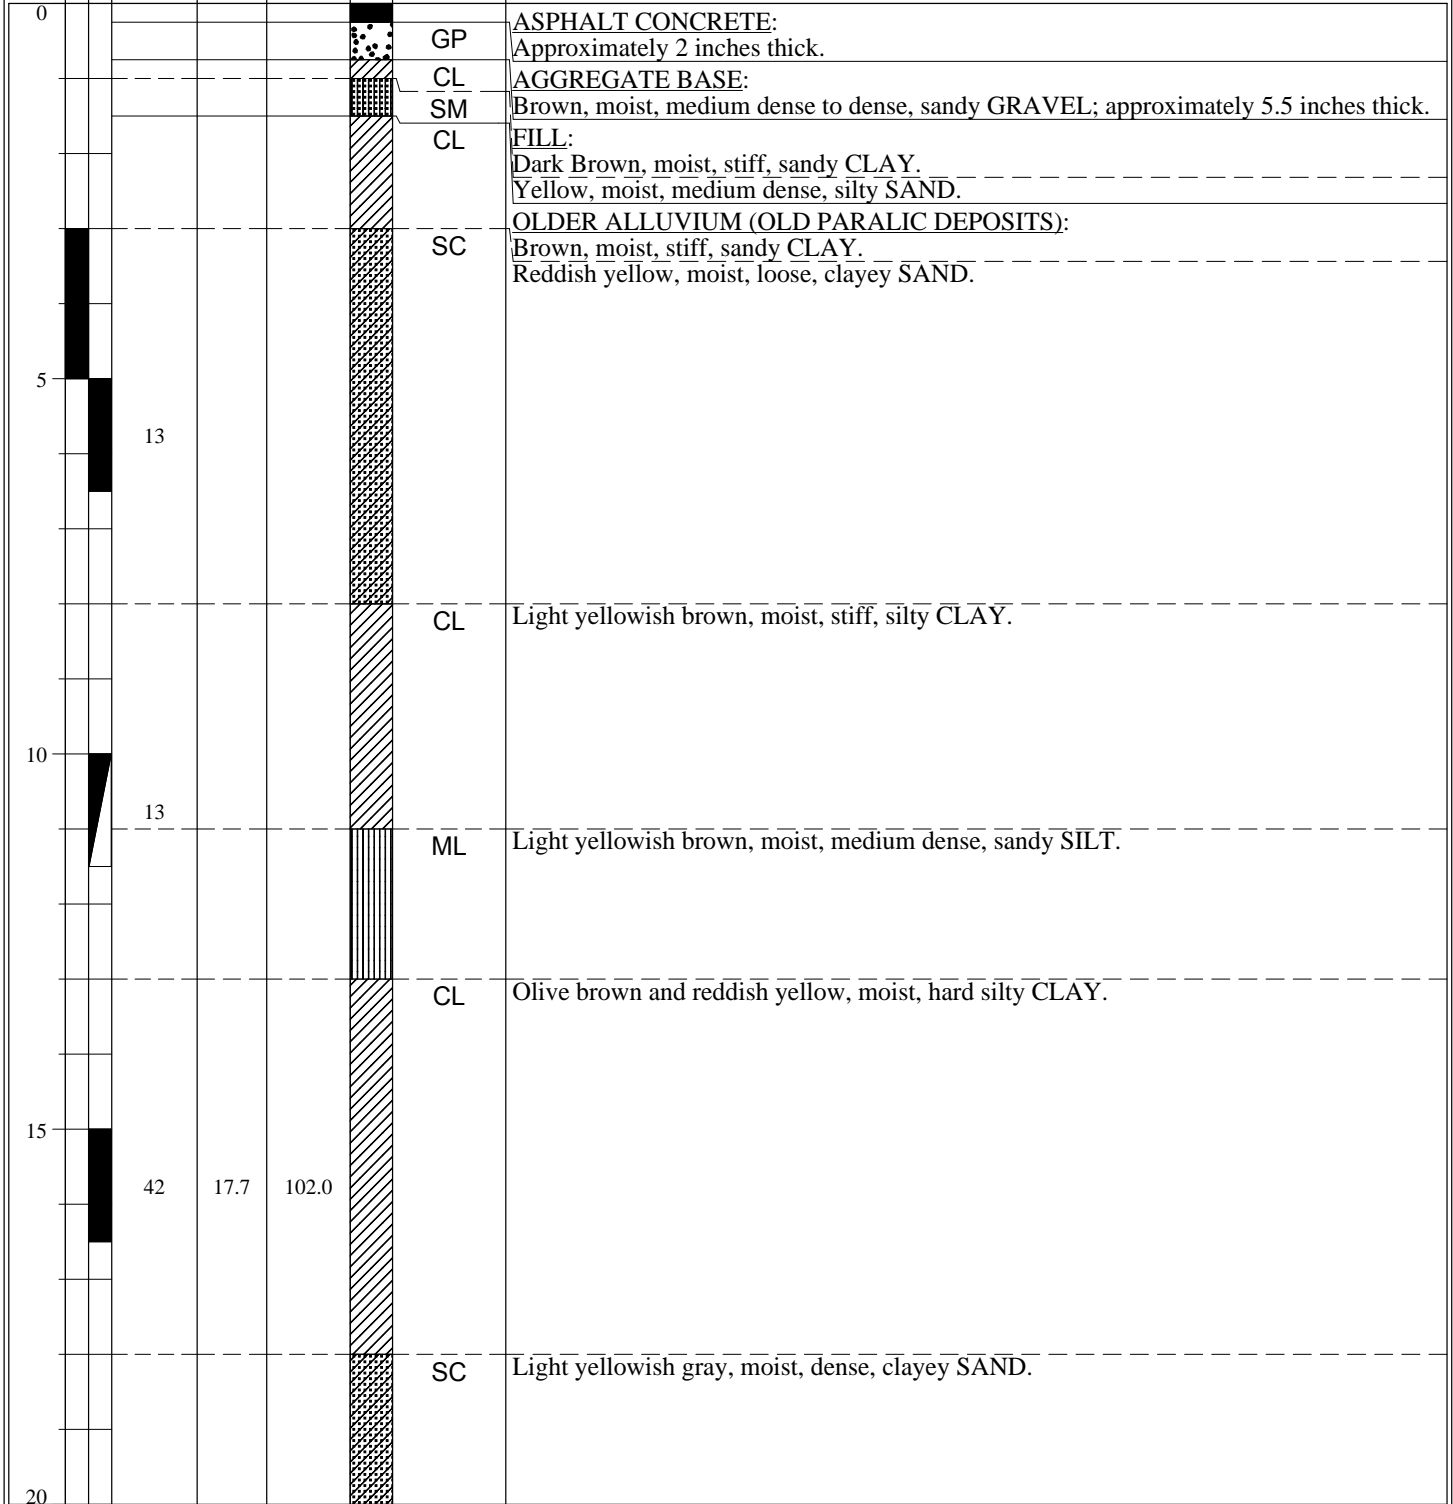 0
GP
ASPHALT CONCRETE:
Approximately 2 inches thick.
CL
AGGREGATE BASE:
SM
Brown, moist, medium dense to dense, sandy GRAVEL; approximately 5.5 inches thick.
CL
FILL:
Dark Brown, moist, stiff, sandy CLAY.
Yellow, moist, medium dense, silty SAND.
OLDER ALLUVIUM (OLD PARALIC DEPOSITS):
SC
Brown, moist, stiff, sandy CLAY.
Reddish yellow, moist, loose, clayey SAND.
5
13
CL
Light yellowish brown, moist, stiff, silty CLAY.
10
13
ML
Light yellowish brown, moist, medium dense, sandy SILT.
CL
Olive brown and reddish yellow, moist, hard silty CLAY.
15
42 17.7 102.0
SC
Light yellowish gray, moist, dense, clayey SAND.
20